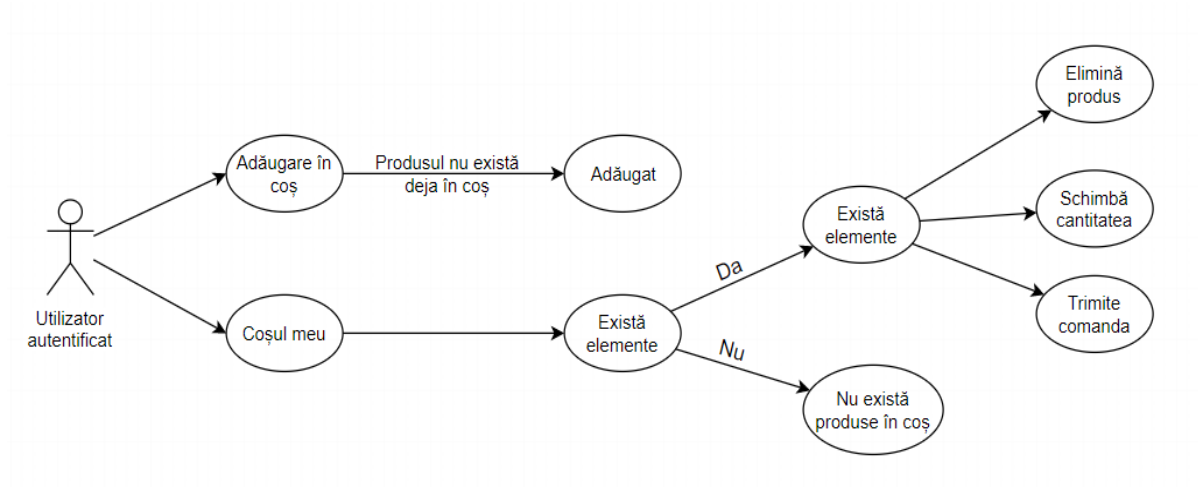 Elimină
produs
Adăugare în
coș
Produsul nu există
deja în coș
Adăugat
Există
elemente
Schimbă
cantitatea
Da
Trimite
comanda
Utilizator
autentificat
Coșul meu
Există
elemente
Nu
Nu există
produse în coș